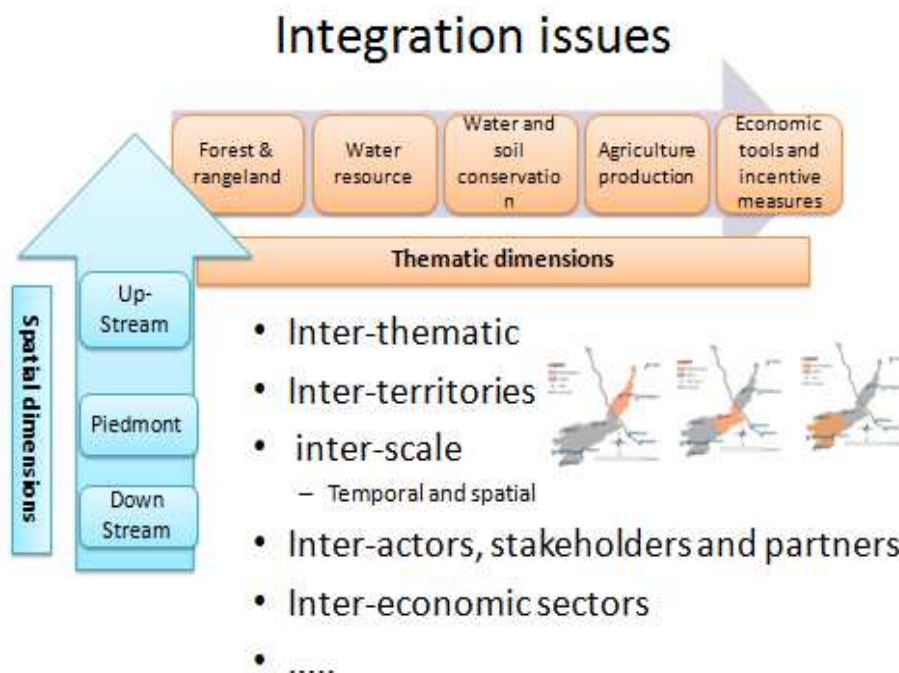 Integration issues
Forest &
rangeland
Water
resource
Water and
soil
conservatio
n
Agriculture
production
Economic
tools and
incentive
measures
Thematic dimensions
Spatial dimensions
Up-
Stream
Piedmont
Down
Stream
• Inter-thematic
• Inter-territories
• inter-scale
– Temporal and spatial
• Inter-actors, stakeholders and partners
• Inter-economic sectors
• .....